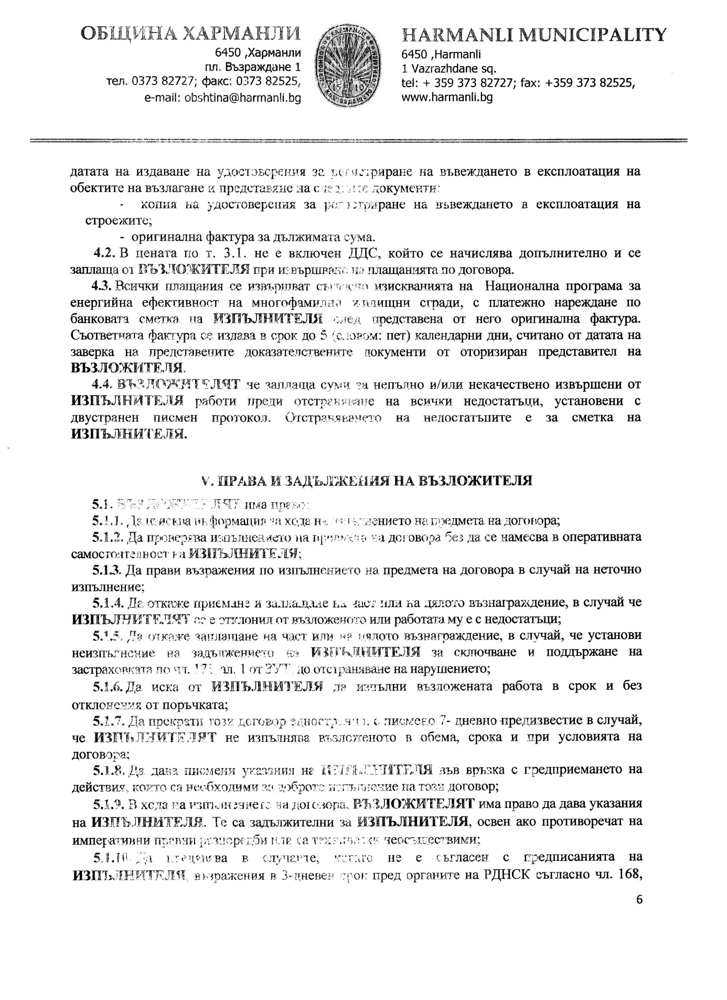 ОБЩИНА ХАРМАНЛИ
6450 ,Харманли
пл. Възраждане 1
тел. 0373 82727; факс: 0373 82525,
e-mail: obshtina@harmanli.bg
HARMANLI MUNICIPALITY
6450 ,Harmanli
1 Vazrazhdane sq.
tel: + 359 373 82727; fax: +359 373 82525,
www.harmanli.bg
датата на издаване на удостоверения за регистриране на въвеждането в експлоатация на
обектите на възлагане и представяне на следните документи:
- копия на удостоверения за регистриране на въвеждането в експлоатация на
строежите;
- оригинална фактура за дължимата сума.
4.2. В цената по т. 3.1. не е включен ДДС, който се начислява допълнително и се
заплаща от ВЪЗЛОЖИТЕЛЯ при извършване на плащанията по договора.
4.3. Всички плащания се извършват съгласно изискванията на Национална програма за
енергийна ефективност на многофамилни жилищни сгради, с платежно нареждане по
банковата сметка на ИЗПЪЛНИТЕЛЯ след представена от него оригинална фактура.
Съответната фактура се издава в срок до 5 (словом: пет) календарни дни, считано от датата на
заверка на представените доказателствените документи от оторизиран представител на
ВЪЗЛОЖИТЕЛЯ.
4.4. ВЪЗЛОЖИТЕЛЯТ не заплаща суми за непълно и/или некачествено извършени от
ИЗПЪЛНИТЕЛЯ работи преди отстраняване на всички недостатъци, установени с
двустранен писмен протокол. Отстраняването на недостатъците е за сметка на
ИЗПЪЛНИТЕЛЯ.
V. ПРАВА И ЗАДЪЛЖЕНИЯ НА ВЪЗЛОЖИТЕЛЯ
5.1. ВЪЗЛОЖИТЕЛЯТ има право:
5.1.1. Да изисква информация за хода на изпълнението на предмета на договора;
5.1.2. Да проверява изпълнението на предмета на договора без да се намесва в оперативната
самостоятелност на ИЗПЪЛНИТЕЛЯ;
5.1.3. Да прави възражения по изпълнението на предмета на договора в случай на неточно
изпълнение;
5.1.4. Да откаже приемане и заплащане на част или на цялото възнаграждение, в случай че
ИЗПЪЛНИТЕЛЯТ се е отклонил от възложеното или работата му е с недостатъци;
5.1.5. Да откаже заплащане на част или на цялото възнаграждение, в случай, че установи
неизпълнение на задължението на ИЗПЪЛНИТЕЛЯ за сключване и поддържане на
застраховката по чл. 171 ал. 1 от ЗУТ до отстраняване на нарушението;
5.1.6. Да иска от ИЗПЪЛНИТЕЛЯ да изпълни възложената работа в срок и без
отклонения от поръчката;
5.1.7. Да прекрати този договор едностранно, с писмено 7- дневно предизвестие в случай,
че ИЗПЪЛНИТЕЛЯТ не изпълнява възложеното в обема, срока и при условията на
договора;
5.1.8. Да дава писмени указания на ИЗПЪЛНИТЕЛЯ във връзка с предприемането на
действия, които са необходими за доброто изпълнение на този договор;
5.1.9. В хода на изпълнението на договора, ВЪЗЛОЖИТЕЛЯТ има право да дава указания
на ИЗПЪЛНИТЕЛЯ. Те са задължителни за ИЗПЪЛНИТЕЛЯ, освен ако противоречат на
императивни правни разпоредби или са технически неосъществими;
5.1.10 Да в случаите, когато не е съгласен с предписанията на
ИЗПЪЛНИТЕЛЯ, възражения в 3-дневен срок пред органите на РДНСК съгласно чл. 168,
6